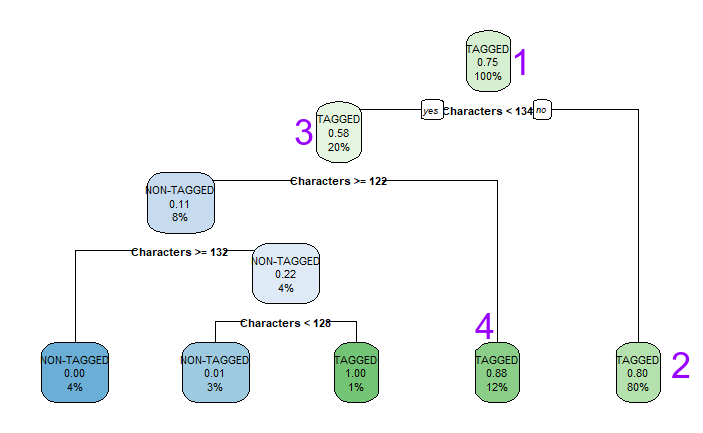 TAGGED
0.75
100%
1
yes
Characters < 134
no
3
TAGGED
0.58
20%
Characters >= 122
NON-TAGGED
0.11
8%
Characters >= 132
NON-TAGGED
0.22
4%
Characters < 128
4
NON-TAGGED
0.00
4%
NON-TAGGED
0.01
3%
TAGGED
1.00
1%
TAGGED
0.88
12%
TAGGED
0.80
80%
2